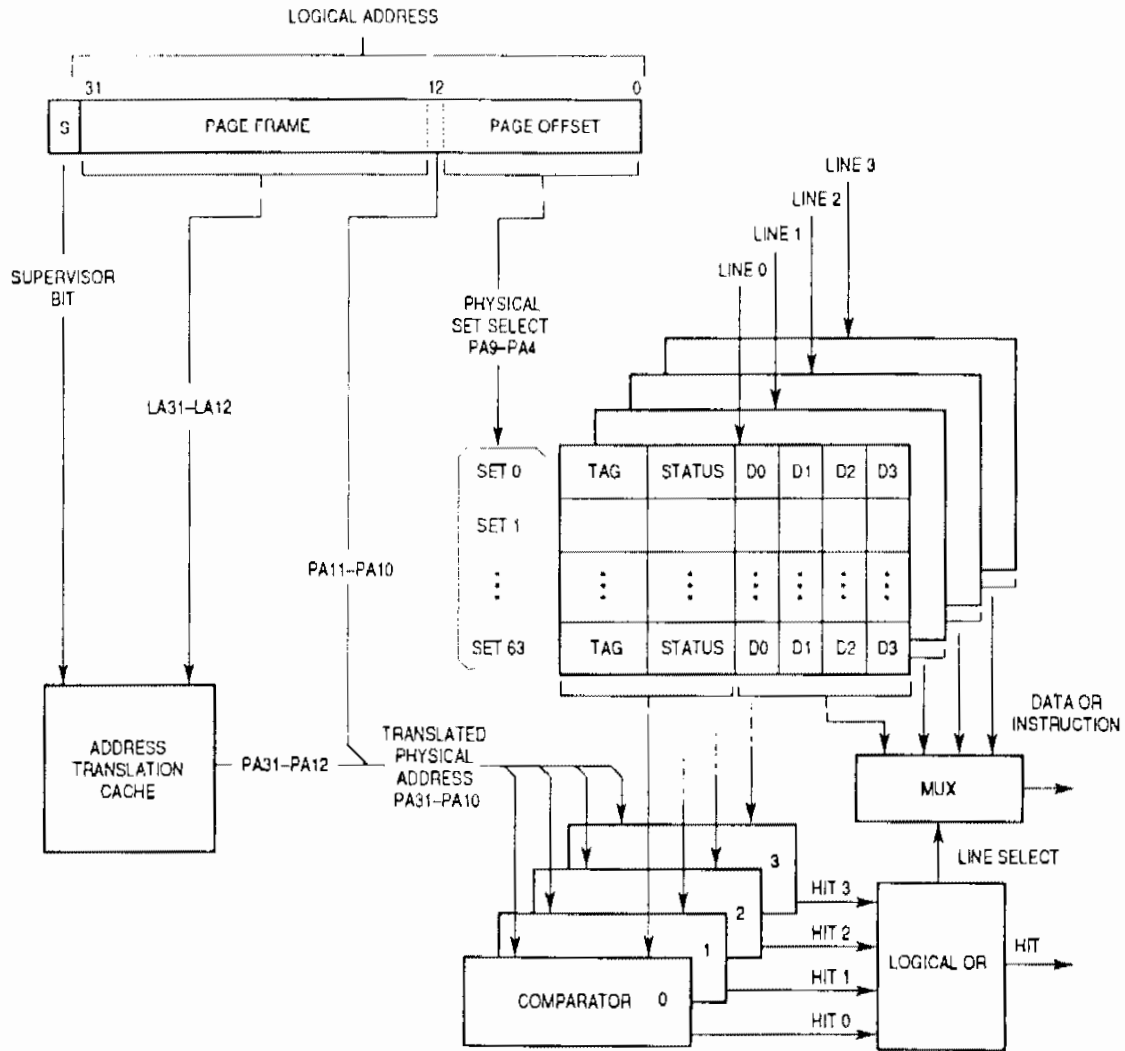 LOGICAL ADDRESS
31 12 0
S PAGE FRAME PAGE OFFSET
LINE 3
LINE 2
LINE 1
LINE 0
SUPERVISOR
BIT
PHYSICAL
SET SELECT
PA9–PA4
LA31–LA12
PA11–PA10
SET 0 TAG STATUS D0 D1 D2 D3
SET 1
SET 63 TAG STATUS D0 D1 D2 D3
ADDRESS
TRANSLATION
CACHE
PA31–PA12
TRANSLATED
PHYSICAL
ADDRESS
PA31–PA10
DATA OR
INSTRUCTION
MUX
LINE SELECT
3
2
1
COMPARATOR 0
HIT 3
HIT 2
HIT 1
HIT 0
LOGICAL OR
HIT